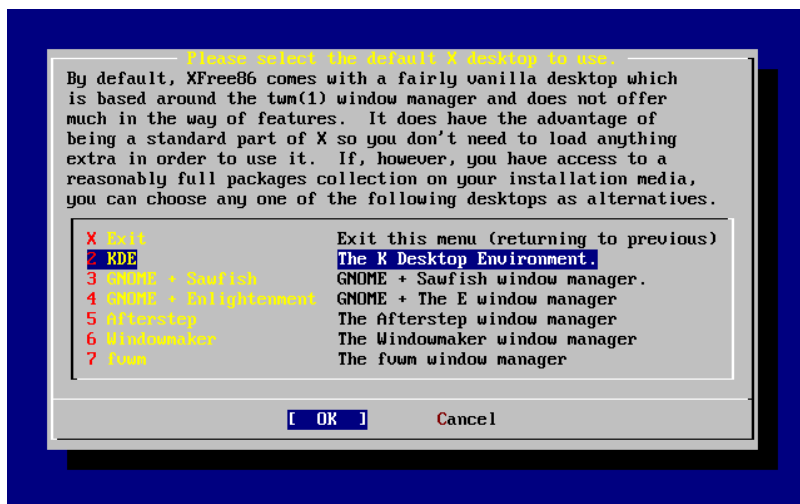 Please select the default X desktop to use.
By default, XFree86 comes with a fairly vanilla desktop which
is based around the twm(1) window manager and does not offer
much in the way of features.  It does have the advantage of
being a standard part of X so you don't need to load anything
extra in order to use it.  If, however, you have access to a
reasonably full packages collection on your installation media,
you can choose any one of the following desktops as alternatives.
X Exit Exit this menu (returning to previous)
2 KDE The K Desktop Environment.
3 GNOME + Sawfish GNOME + Sawfish window manager.
4 GNOME + Enlightenment GNOME + The E window manager
5 Afterstep The Afterstep window manager
6 Windowmaker The Windowmaker window manager
7 fvwm The fvwm window manager
[ OK ] Cancel